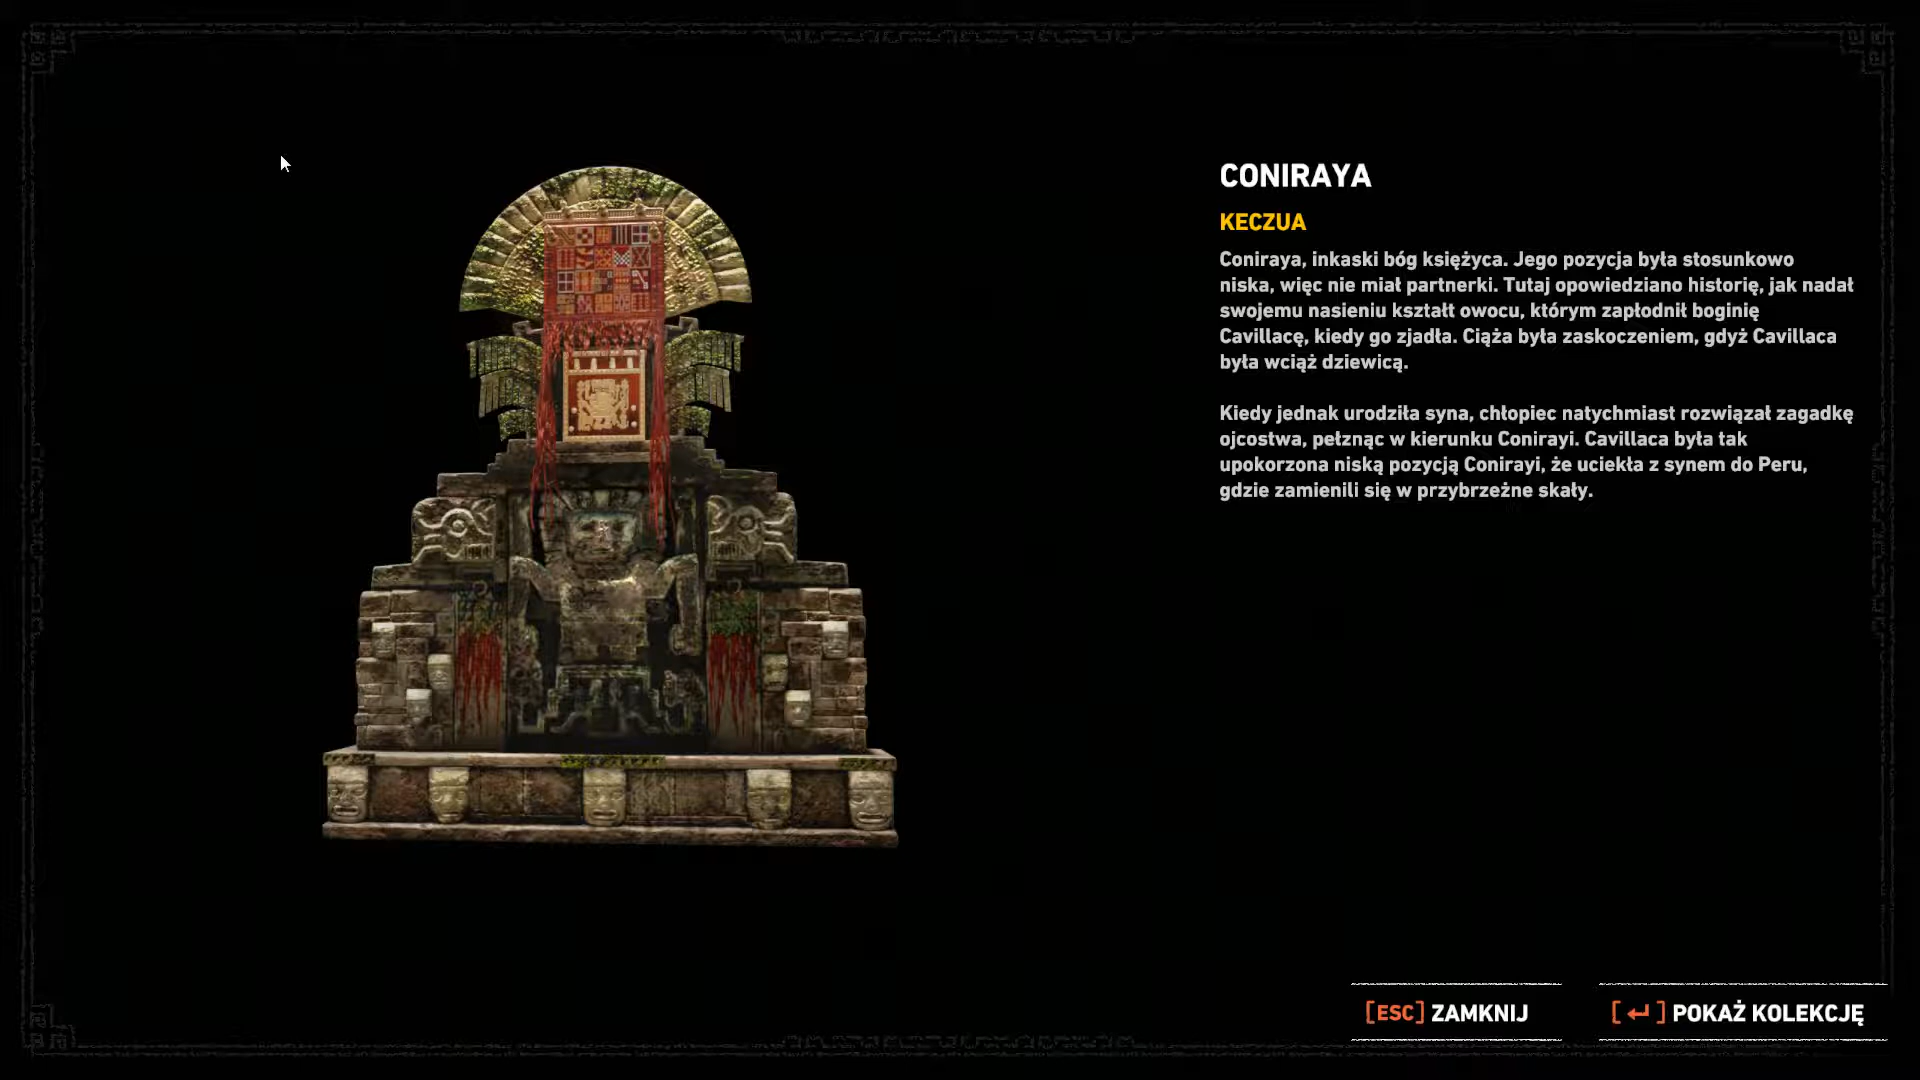 CONIRAYA
KECZUA
Coniraya, inkaski bóg księżyca. Jego pozycja była stosunkowo
niska, więc nie miał partnerki. Tutaj opowiedziano historię, jak nadał
swojemu nasieniu kształt owocu, którym zapłodnił boginię
Cavillacę, kiedy go zjadła. Ciąża była zaskoczeniem, gdyż Cavillaca
była wciąż dziewicą.
Kiedy jednak urodziła syna, chłopiec natychmiast rozwiązał zagadkę
ojcostwa, pełznąc w kierunku Conirayi. Cavillaca była tak
upokorzona niską pozycją Conirayi, że uciekła z synem do Peru,
gdzie zamienili się w przybrzeżne skały.
[ESC] ZAMKNIJ
[↵] POKAŻ KOLEKCJĘ